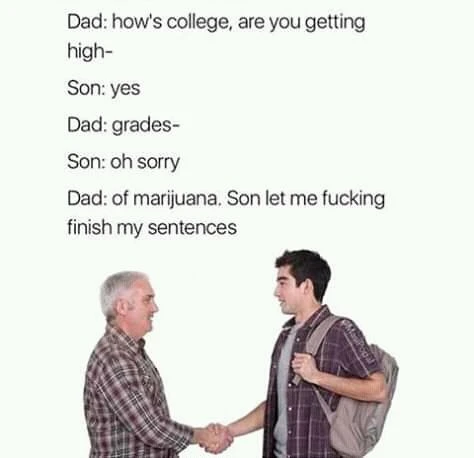 Dad: how's college, are you getting
high-
Son: yes
Dad: grades-
Son: oh sorry
Dad: of marijuana. Son let me fucking
finish my sentences